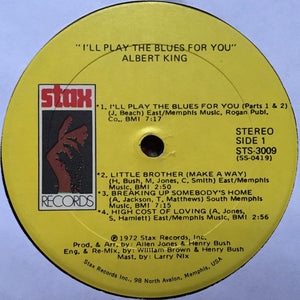 "I'LL PLAY THE BLUES FOR YOU"
ALBERT KING
stax
RECORDS
*1. I'LL PLAY THE BLUES FOR YOU (Parts 1 & 2)
(J. Beach) East/Memphis Music, Rogan Publ.
Co., BMI 7:17
STEREO
SIDE 1
STS-3009
(SS-0419)
*2. LITTLE BROTHER (MAKE A WAY)
(H. Bush, M. Jones, C. Smith) East/Memphis
Music, BMI 2:50
*3. BREAKING UP SOMEBODY'S HOME
(A. Jackson, T. Matthews) South Memphis
Music, BMI 7:15
*4. HIGH COST OF LOVING (A. Jones,
S. Hamlett) East/Memphis Music, BMI 2:56
℗ 1972 Stax Records, Inc.
Prod., & Arr. by: Allen Jones & Henry Bush
Eng, & Re-Mix, by: William Brown & Henry Bush
Mast. by: Larry Nix
Stax Records Inc., 98 North Avalon, Memphis, USA